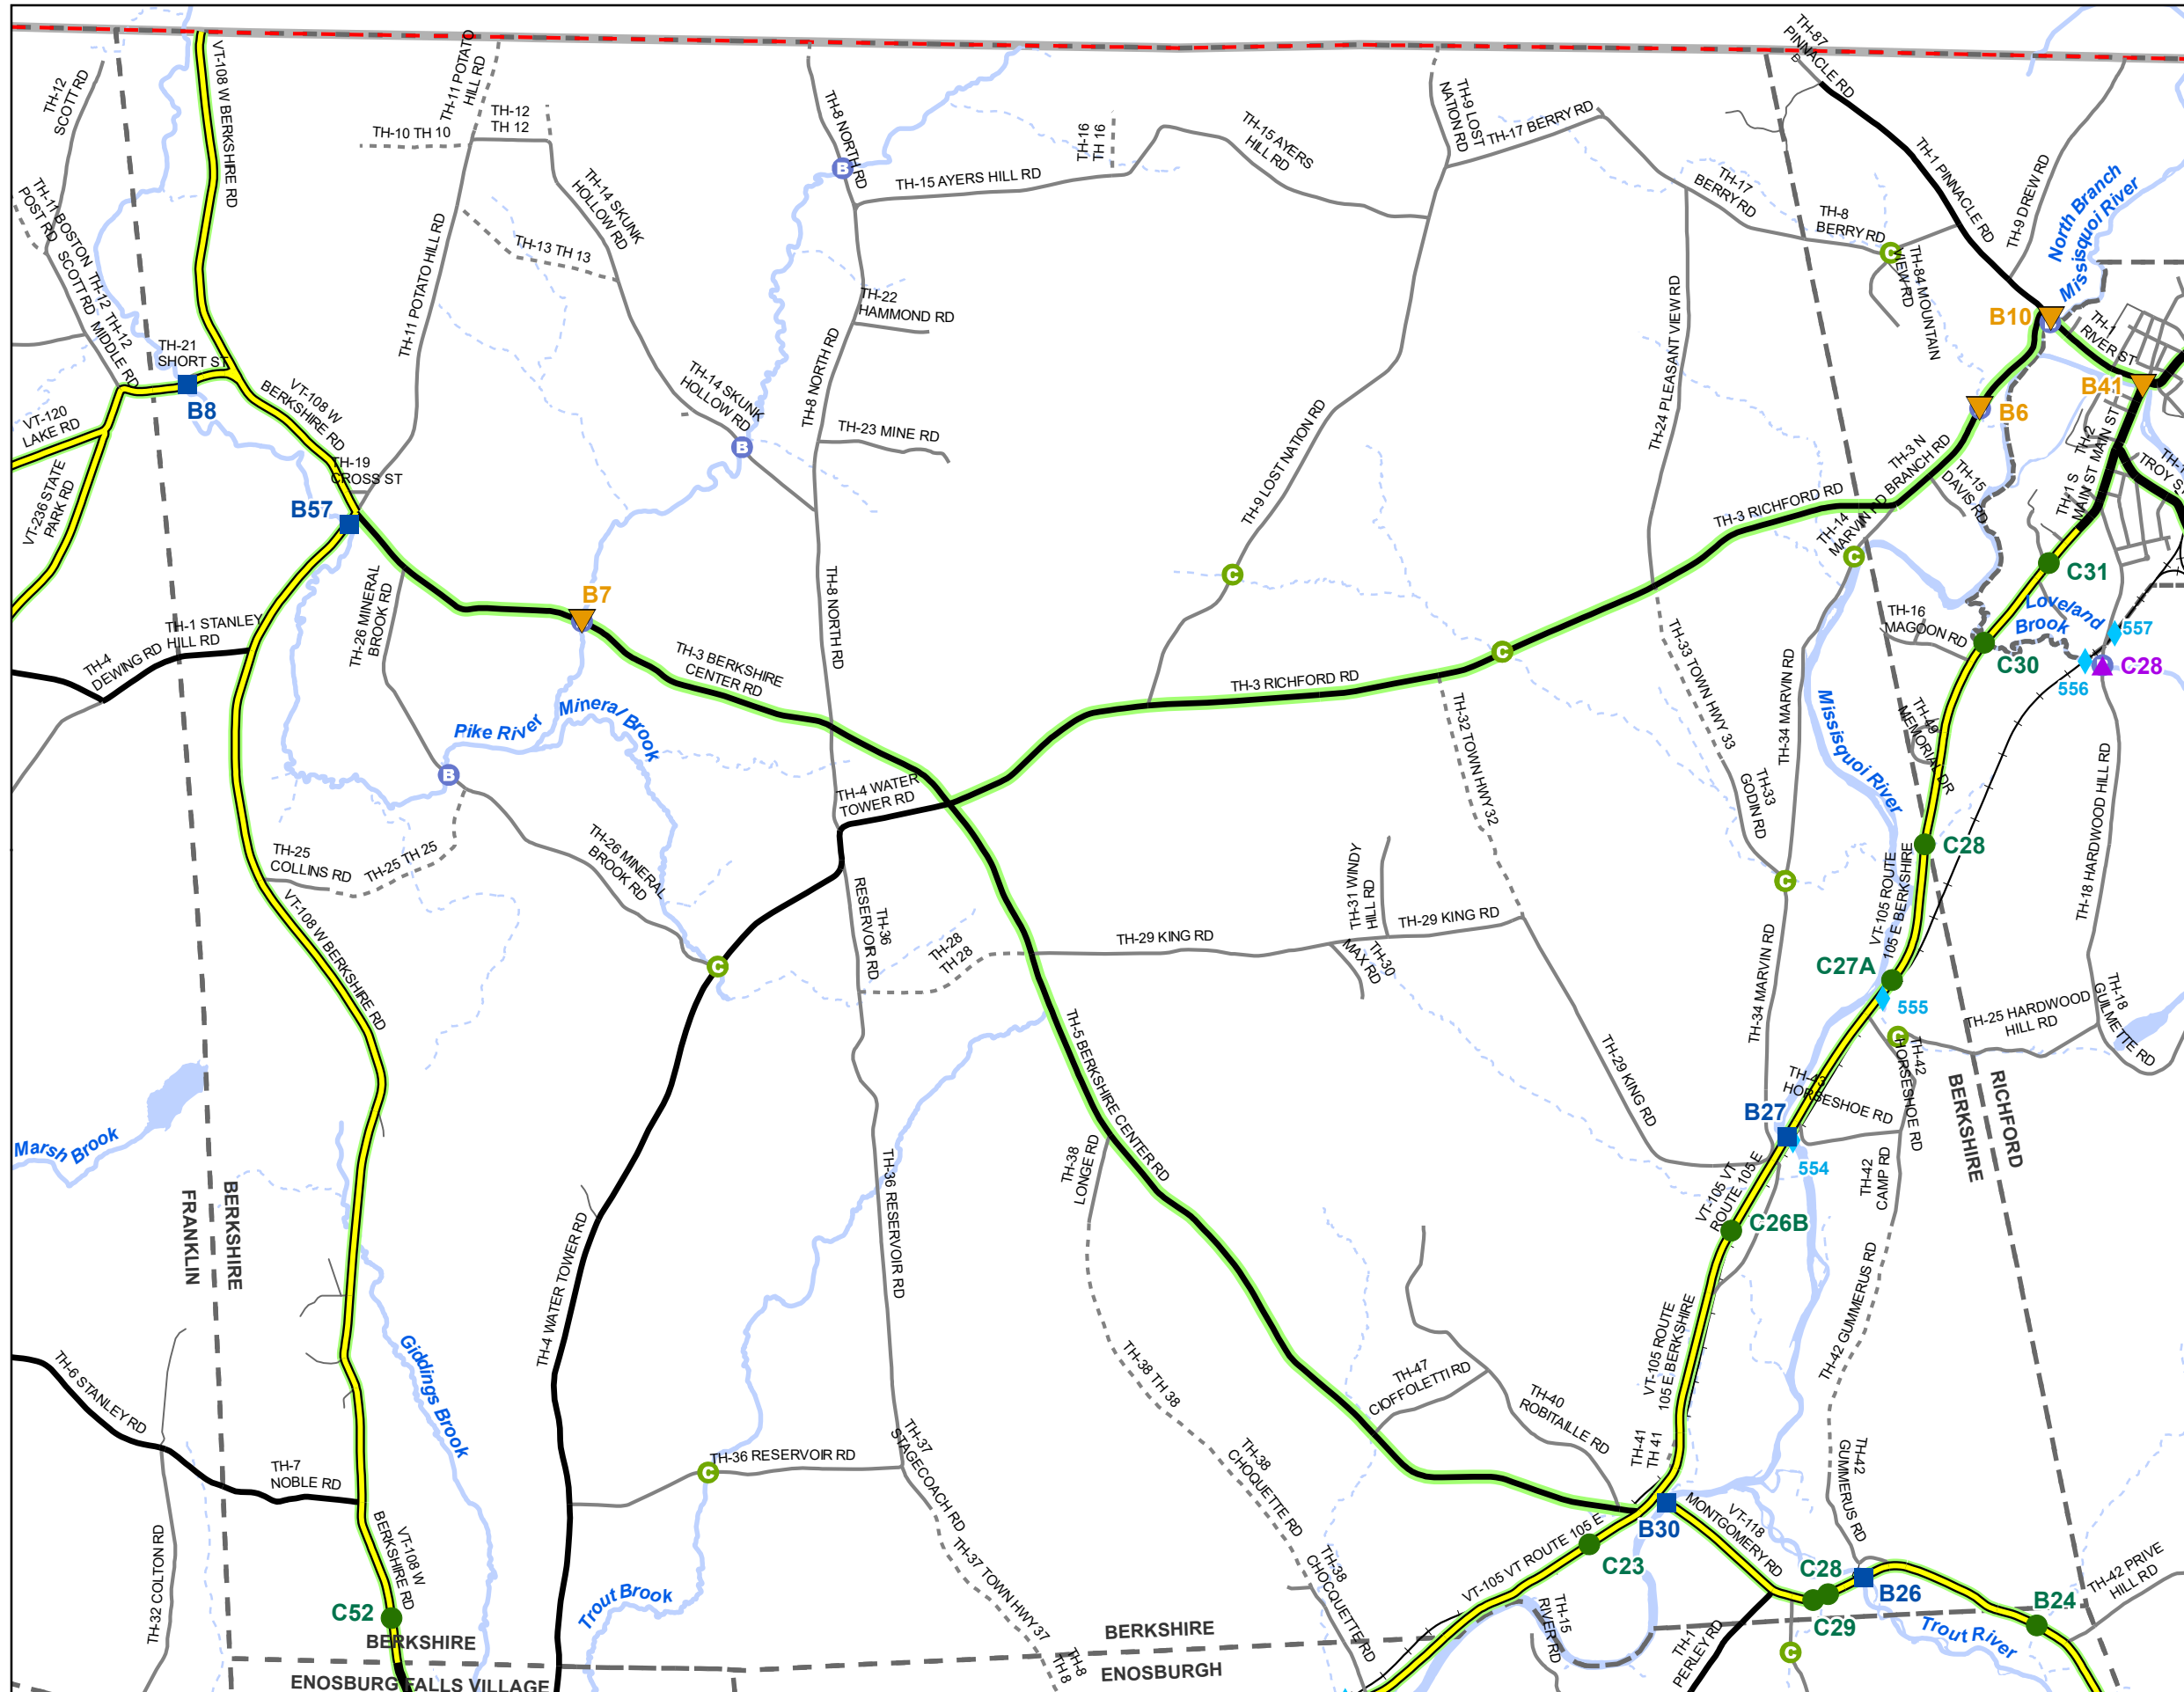 TH-12
SCOTT RD
VT-108 W BERKSHIRE RD
TH-11 POTATO
HILL RD
TH-10 TH 10
TH-12
TH 12
TH-8 NORTH RD
TH-16
TH 16
TH-15 AYERS
HILL RD
TH-9 LOST
NATION RD
TH-17 BERRY RD
TH-87
PINNACLE RD
TH-1 PINNACLE RD
TH-9 DREW RD
North Branch
Missisquoi River
TH-11 BOSTON
POST RD
TH-12
SCOTT RD
TH-12
MIDDLE RD
TH-14 SKUNK
HOLLOW RD
TH-13 TH 13
TH-15 AYERS HILL RD
B
TH-17
BERRY RD
TH-8
BERRY RD
C
TH-84 MOUNTAIN
VIEW RD
TH-11 POTATO HILL RD
TH-22
HAMMOND RD
TH-24 PLEASANT VIEW RD
B10
TH-1
RIVER ST
TH-21
SHORT ST
B8
VT-108 W
BERKSHIRE RD
TH-14 SKUNK
HOLLOW RD
B
TH-8 NORTH RD
TH-23 MINE RD
B41
B6
VT-120
LAKE RD
VT-236 STATE
PARK RD
TH-19
CROSS ST
B57
TH-9 LOST NATION RD
TH-3 RICHFORD RD
TH-3 N
BRANCH RD
TH-14
MARVIN RD
TH-15
DAVIS RD
TH-2
MAIN ST
TH-1 S
MAIN ST
C
C
C31
TH-26 MINERAL
BROOK RD
B7
TH-8 NORTH RD
TH-1 STANLEY
HILL RD
TH-4
DEWING RD
TH-16
MAGOON RD
Loveland
Brook
557
C30
556
C28
TH-3 BERKSHIRE
CENTER RD
TH-3 RICHFORD RD
C
TH-33 TOWN HWY 33
TH-34 MARVIN RD
Missisquoi River
TH-49
MEMORIAL DR
Pike River
Mineral Brook
B
TH-4 WATER
TOWER RD
TH-32 TOWN HWY 32
TH-33
GODIN RD
TH-18 HARDWOOD HILL RD
C28
TH-25
COLLINS RD
TH-25 TH 25
TH-26 MINERAL
BROOK RD
TH-36
RESERVOIR RD
TH-28
TH 28
TH-29 KING RD
TH-31 WINDY
HILL RD
TH-29 KING RD
TH-30
MAX RD
C
VT-105 ROUTE
105 E BERKSHIRE
C
VT-108 W BERKSHIRE RD
C27A
555
TH-34 MARVIN RD
TH-25 HARDWOOD
HILL RD
TH-18
GUILMETTE RD
C
TH-42
HORSESHOE RD
TH-5 BERKSHIRE CENTER RD
TH-29 KING RD
TH-43
HORSESHOE RD
BERKSHIRE
RICHFORD
B27
554
Marsh Brook
FRANKLIN
BERKSHIRE
TH-38
LONGE RD
TH-36 RESERVOIR RD
TH-4 WATER TOWER RD
VT-105 VT
ROUTE 105 E
C26B
TH-42
CAMP RD
TH-42 GUMMERUS RD
Giddings Brook
VT-105 ROUTE
105 E BERKSHIRE
TH-38 TH 38
TH-47
CIOFFOLETTI RD
TH-40
ROBITAILLE RD
TH-6 STANLEY RD
TH-7
NOBLE RD
C
TH-36 RESERVOIR RD
TH-37
STAGECOACH RD
TH-38
CHOQUETTE RD
TH-41
TH 41
TH-42
GUMMERUS RD
B30
VT-118
MONTGOMERY RD
TH-32 COLTON RD
VT-108 W
BERKSHIRE RD
C52
Trout Brook
TH-37 TOWN HWY 37
TH-38
CHOCQUETTE RD
VT-105 VT ROUTE 105 E
C23
C28
C29
B26
B24
TH-42 PRIVE
HILL RD
Trout River
TH-15
RIVER RD
TH-1
PERLEY RD
C
TH-8
TH 8
BERKSHIRE
ENOSBURG FALLS VILLAGE
BERKSHIRE
ENOSBURGH